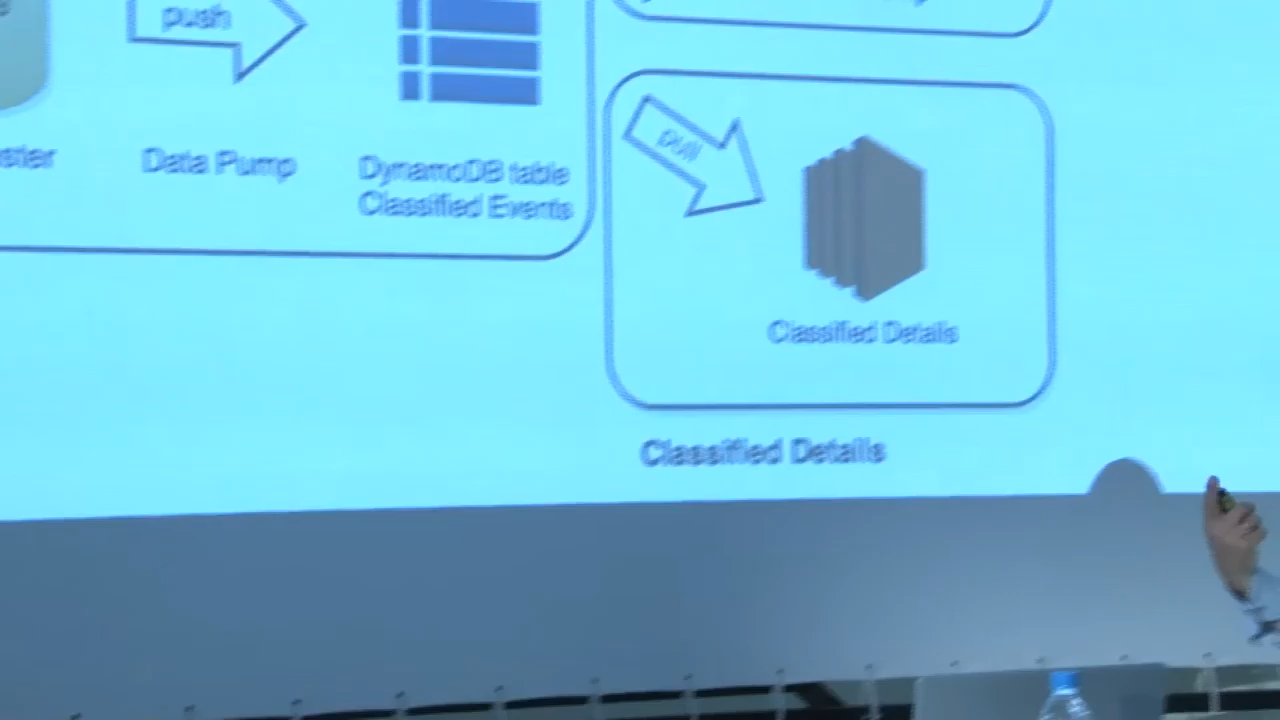 push
Data Pump
DynamoDB table
Classified Events
pull
Classified Details
Classified Details